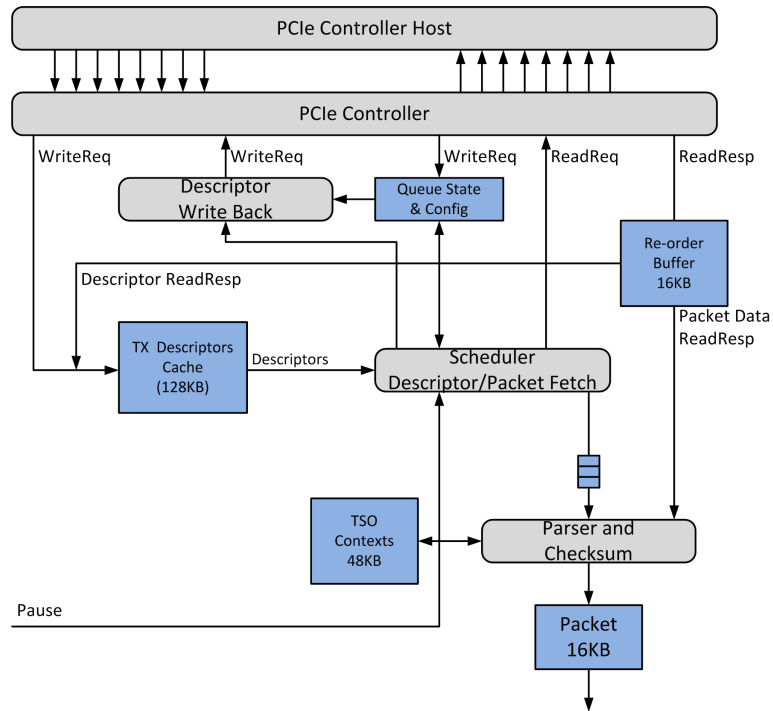 PCIe Controller Host
PCIe Controller
WriteReq
WriteReq
WriteReq
ReadReq
ReadResp
Descriptor
Write Back
Queue State
& Config
Re-order
Buffer
16KB
Descriptor ReadResp
Packet Data
ReadResp
TX Descriptors
Cache
(128KB)
Descriptors
Scheduler
Descriptor/Packet Fetch
TSO
Contexts
48KB
Parser and
Checksum
Pause
Packet
16KB